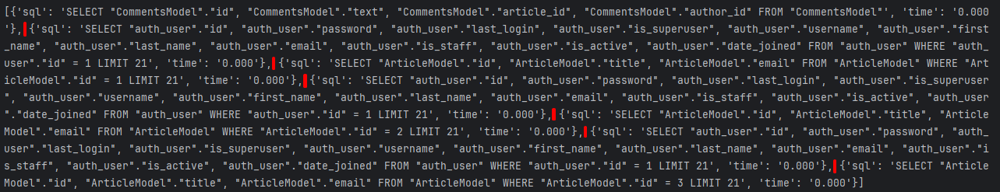 [{'sql': 'SELECT "CommentsModel"."id", "CommentsModel"."text", "CommentsModel"."article_id", "CommentsModel"."author_id" FROM "CommentsModel"', 'time': '0.000
'}, {'sql': 'SELECT "auth_user"."id", "auth_user"."password", "auth_user"."last_login", "auth_user"."is_superuser", "auth_user"."username", "auth_user"."first
_name", "auth_user"."last_name", "auth_user"."email", "auth_user"."is_staff", "auth_user"."is_active", "auth_user"."date_joined" FROM "auth_user" WHERE "auth_
user"."id" = 1 LIMIT 21', 'time': '0.000'}, {'sql': 'SELECT "ArticleModel"."id", "ArticleModel"."title", "ArticleModel"."email" FROM "ArticleModel" WHERE "Art
icleModel"."id" = 1 LIMIT 21', 'time': '0.000'}, {'sql': 'SELECT "auth_user"."id", "auth_user"."password", "auth_user"."last_login", "auth_user"."is_superuser
", "auth_user"."username", "auth_user"."first_name", "auth_user"."last_name", "auth_user"."email", "auth_user"."is_staff", "auth_user"."is_active", "auth_user
"."date_joined" FROM "auth_user" WHERE "auth_user"."id" = 1 LIMIT 21', 'time': '0.000'}, {'sql': 'SELECT "ArticleModel"."id", "ArticleModel"."title", "Article
Model"."email" FROM "ArticleModel" WHERE "ArticleModel"."id" = 2 LIMIT 21', 'time': '0.000'}, {'sql': 'SELECT "auth_user"."id", "auth_user"."password", "auth_
user"."last_login", "auth_user"."is_superuser", "auth_user"."username", "auth_user"."first_name", "auth_user"."last_name", "auth_user"."email", "auth_user"."i
s_staff", "auth_user"."is_active", "auth_user"."date_joined" FROM "auth_user" WHERE "auth_user"."id" = 1 LIMIT 21', 'time': '0.000'}, {'sql': 'SELECT "Article
Model"."id", "ArticleModel"."title", "ArticleModel"."email" FROM "ArticleModel" WHERE "ArticleModel"."id" = 3 LIMIT 21', 'time': '0.000'}]